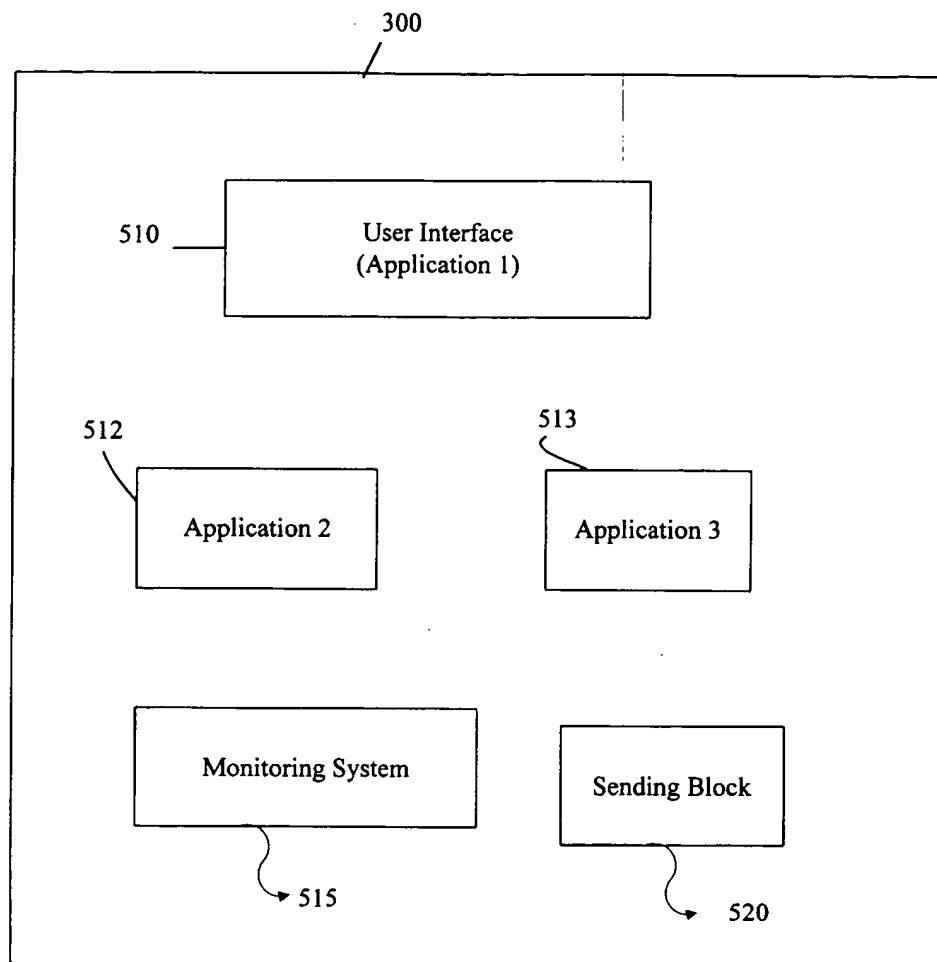 300
510
User Interface
(Application 1)
512
513
Application 2
Application 3
Monitoring System
Sending Block
515
520